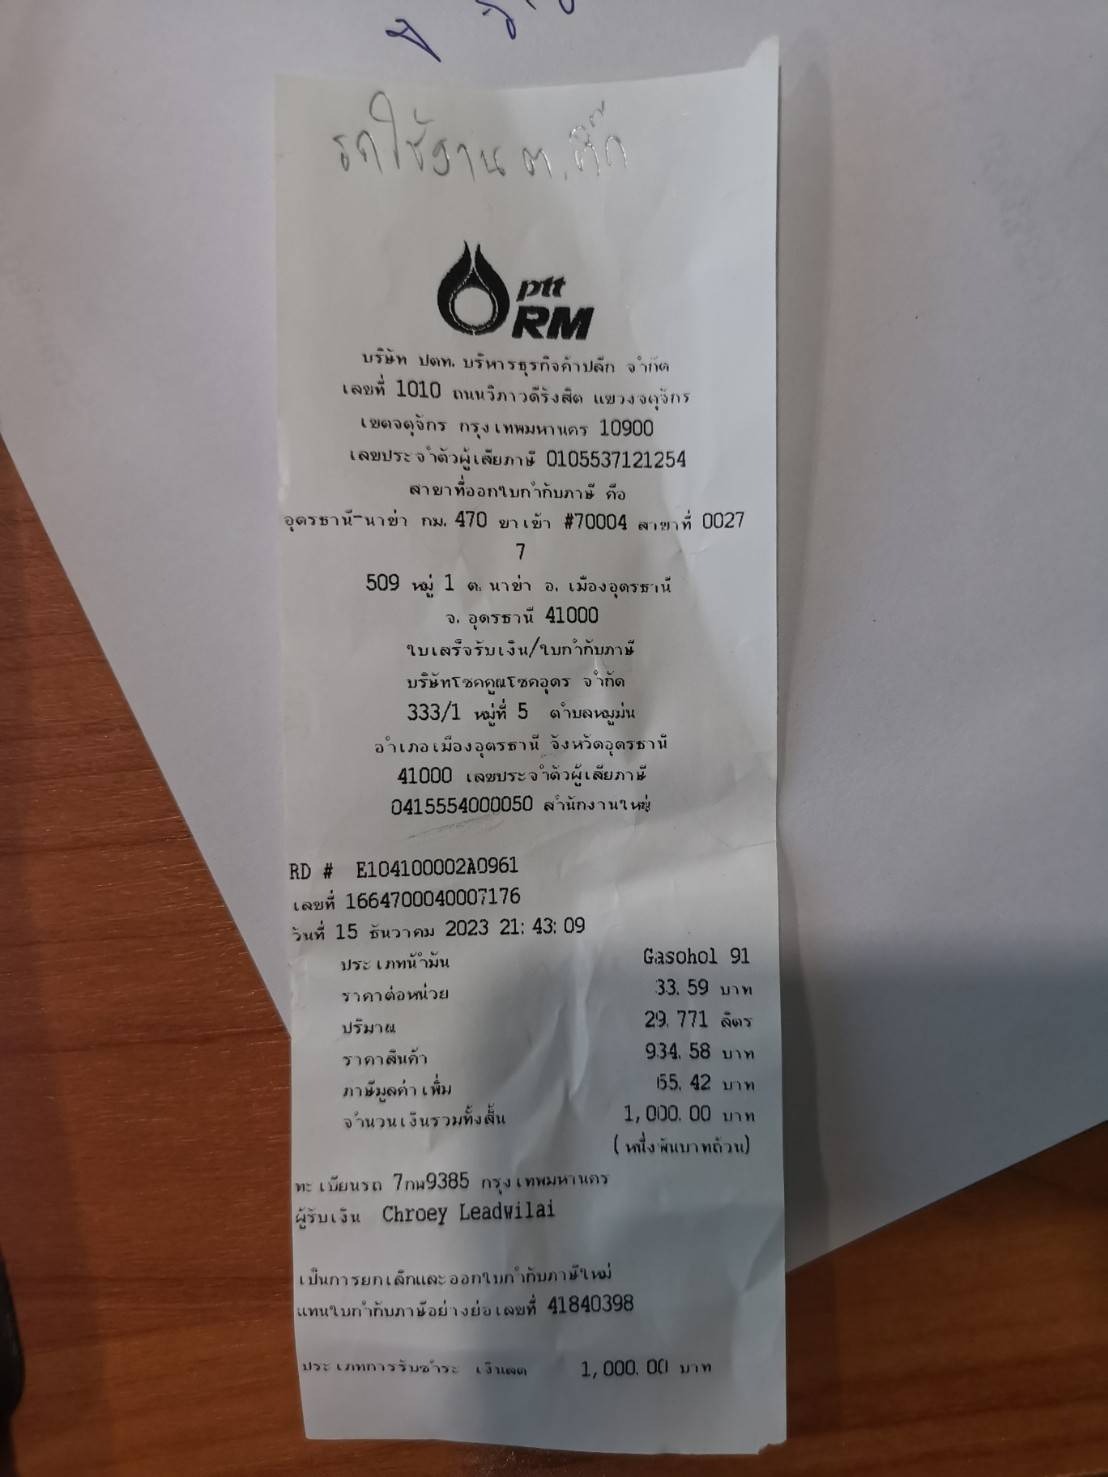 รถใช้งาน ต.ติ๊ก
ptt
RM
บริษัท ปตท. บริหารธุรกิจค้าปลีก จำกัด
เลขที่ 1010 ถนนวิภาวดีรังสิต แขวงจตุจักร
เขตจตุจักร กรุงเทพมหานคร 10900
เลขประจำตัวผู้เสียภาษี 0105537121254
สาขาที่ออกใบกำกับภาษี คือ
อุดรธานี-นาข่า กม. 470 ขาเข้า #70004 สาขาที่ 0027
7
509 หมู่ 1 ต. นาข่า อ. เมืองอุดรธานี
จ. อุดรธานี 41000
ใบเสร็จรับเงิน/ใบกำกับภาษี
บริษัทโชคคูณโชคอุดร จำกัด
333/1 หมู่ที่ 5 ตำบลหมูม่น
อำเภอเมืองอุดรธานี จังหวัดอุดรธานี
41000 เลขประจำตัวผู้เสียภาษี
0415554000050 สำนักงานใหญ่
RD # E104100002A0961
เลขที่ 1664700040007176
วันที่ 15 ธันวาคม 2023 21:43:09
ประเภทน้ำมัน Gasohol 91
ราคาต่อหน่วย 33.59 บาท
ปริมาณ 29.771 ลิตร
ราคาสินค้า 934.58 บาท
ภาษีมูลค่าเพิ่ม 65.42 บาท
จำนวนเงินรวมทั้งสิ้น 1,000.00 บาท
(หนึ่งพันบาทถ้วน)
ทะเบียนรถ 7กผ9385 กรุงเทพมหานคร
ผู้รับเงิน Chroey Leadwilai
เป็นการยกเลิกและออกใบกำกับภาษีใหม่
แทนใบกำกับภาษีอย่างย่อเลขที่ 41840398
ประเภทการรับชำระ เงินสด 1,000.00 บาท